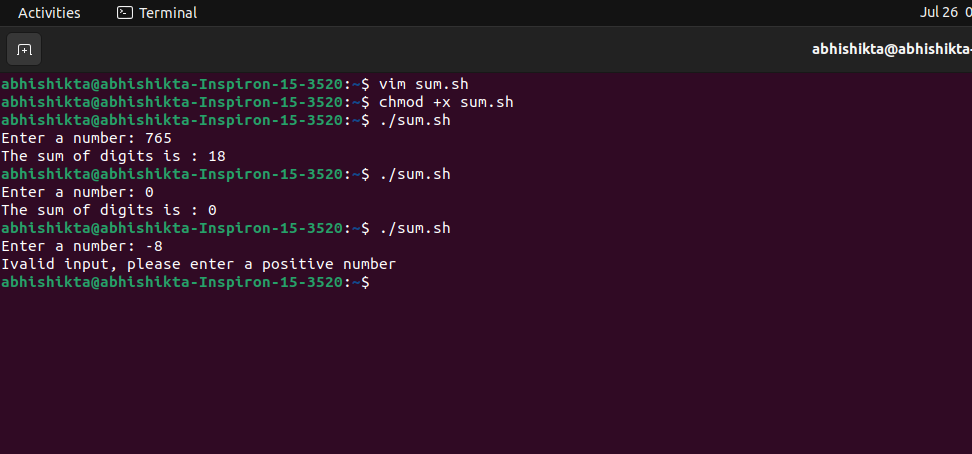 Activities Terminal Jul 26 0
abhishikta@abhishikta-
abhishikta@abhishikta-Inspiron-15-3520:~$ vim sum.sh
abhishikta@abhishikta-Inspiron-15-3520:~$ chmod +x sum.sh
abhishikta@abhishikta-Inspiron-15-3520:~$ ./sum.sh
Enter a number: 765
The sum of digits is : 18
abhishikta@abhishikta-Inspiron-15-3520:~$ ./sum.sh
Enter a number: 0
The sum of digits is : 0
abhishikta@abhishikta-Inspiron-15-3520:~$ ./sum.sh
Enter a number: -8
Ivalid input, please enter a positive number
abhishikta@abhishikta-Inspiron-15-3520:~$